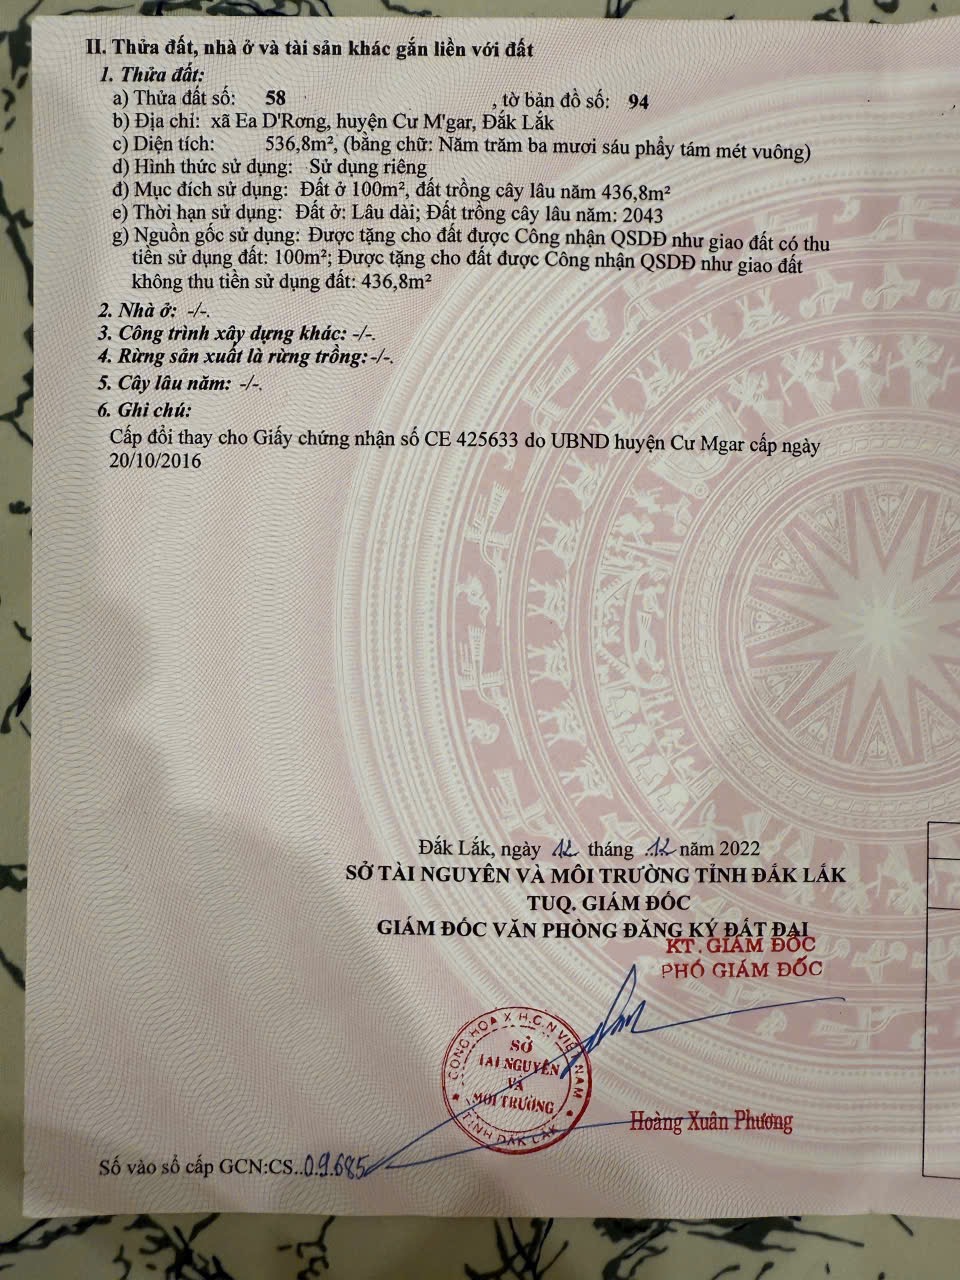 II. Thửa đất, nhà ở và tài sản khác gắn liền với đất
1. Thửa đất:
a) Thửa đất số: 58 , tờ bản đồ số: 94
b) Địa chỉ: xã Ea D'Rơng, huyện Cư M'gar, Đắk Lắk
c) Diện tích: 536,8m², (bằng chữ: Năm trăm ba mươi sáu phẩy tám mét vuông)
d) Hình thức sử dụng: Sử dụng riêng
đ) Mục đích sử dụng: Đất ở 100m², đất trồng cây lâu năm 436,8m²
e) Thời hạn sử dụng: Đất ở: Lâu dài; Đất trồng cây lâu năm: 2043
g) Nguồn gốc sử dụng: Được tặng cho đất được Công nhận QSDĐ như giao đất có thu
tiền sử dụng đất: 100m²; Được tặng cho đất được Công nhận QSDĐ như giao đất
không thu tiền sử dụng đất: 436,8m²
2. Nhà ở: -/-.
3. Công trình xây dựng khác: -/-.
4. Rừng sản xuất là rừng trồng: -/-.
5. Cây lâu năm: -/-.
6. Ghi chú:
Cấp đổi thay cho Giấy chứng nhận số CE 425633 do UBND huyện Cư Mgar cấp ngày
20/10/2016
Đắk Lắk, ngày 12 tháng .12 năm 2022
SỞ TÀI NGUYÊN VÀ MÔI TRƯỜNG TỈNH ĐẮK LẮK
TUQ. GIÁM ĐỐC
GIÁM ĐỐC VĂN PHÒNG ĐĂNG KÝ ĐẤT ĐAI
KT. GIÁM ĐỐC
PHÓ GIÁM ĐỐC
CỘNG HÒA X.H.C.N VIỆT NAM
SỞ
TÀI NGUYÊN
VÀ
MÔI TRƯỜNG
TỈNH ĐẮK LẮK
Hoàng Xuân Phương
Số vào sổ cấp GCN:CS..09.685